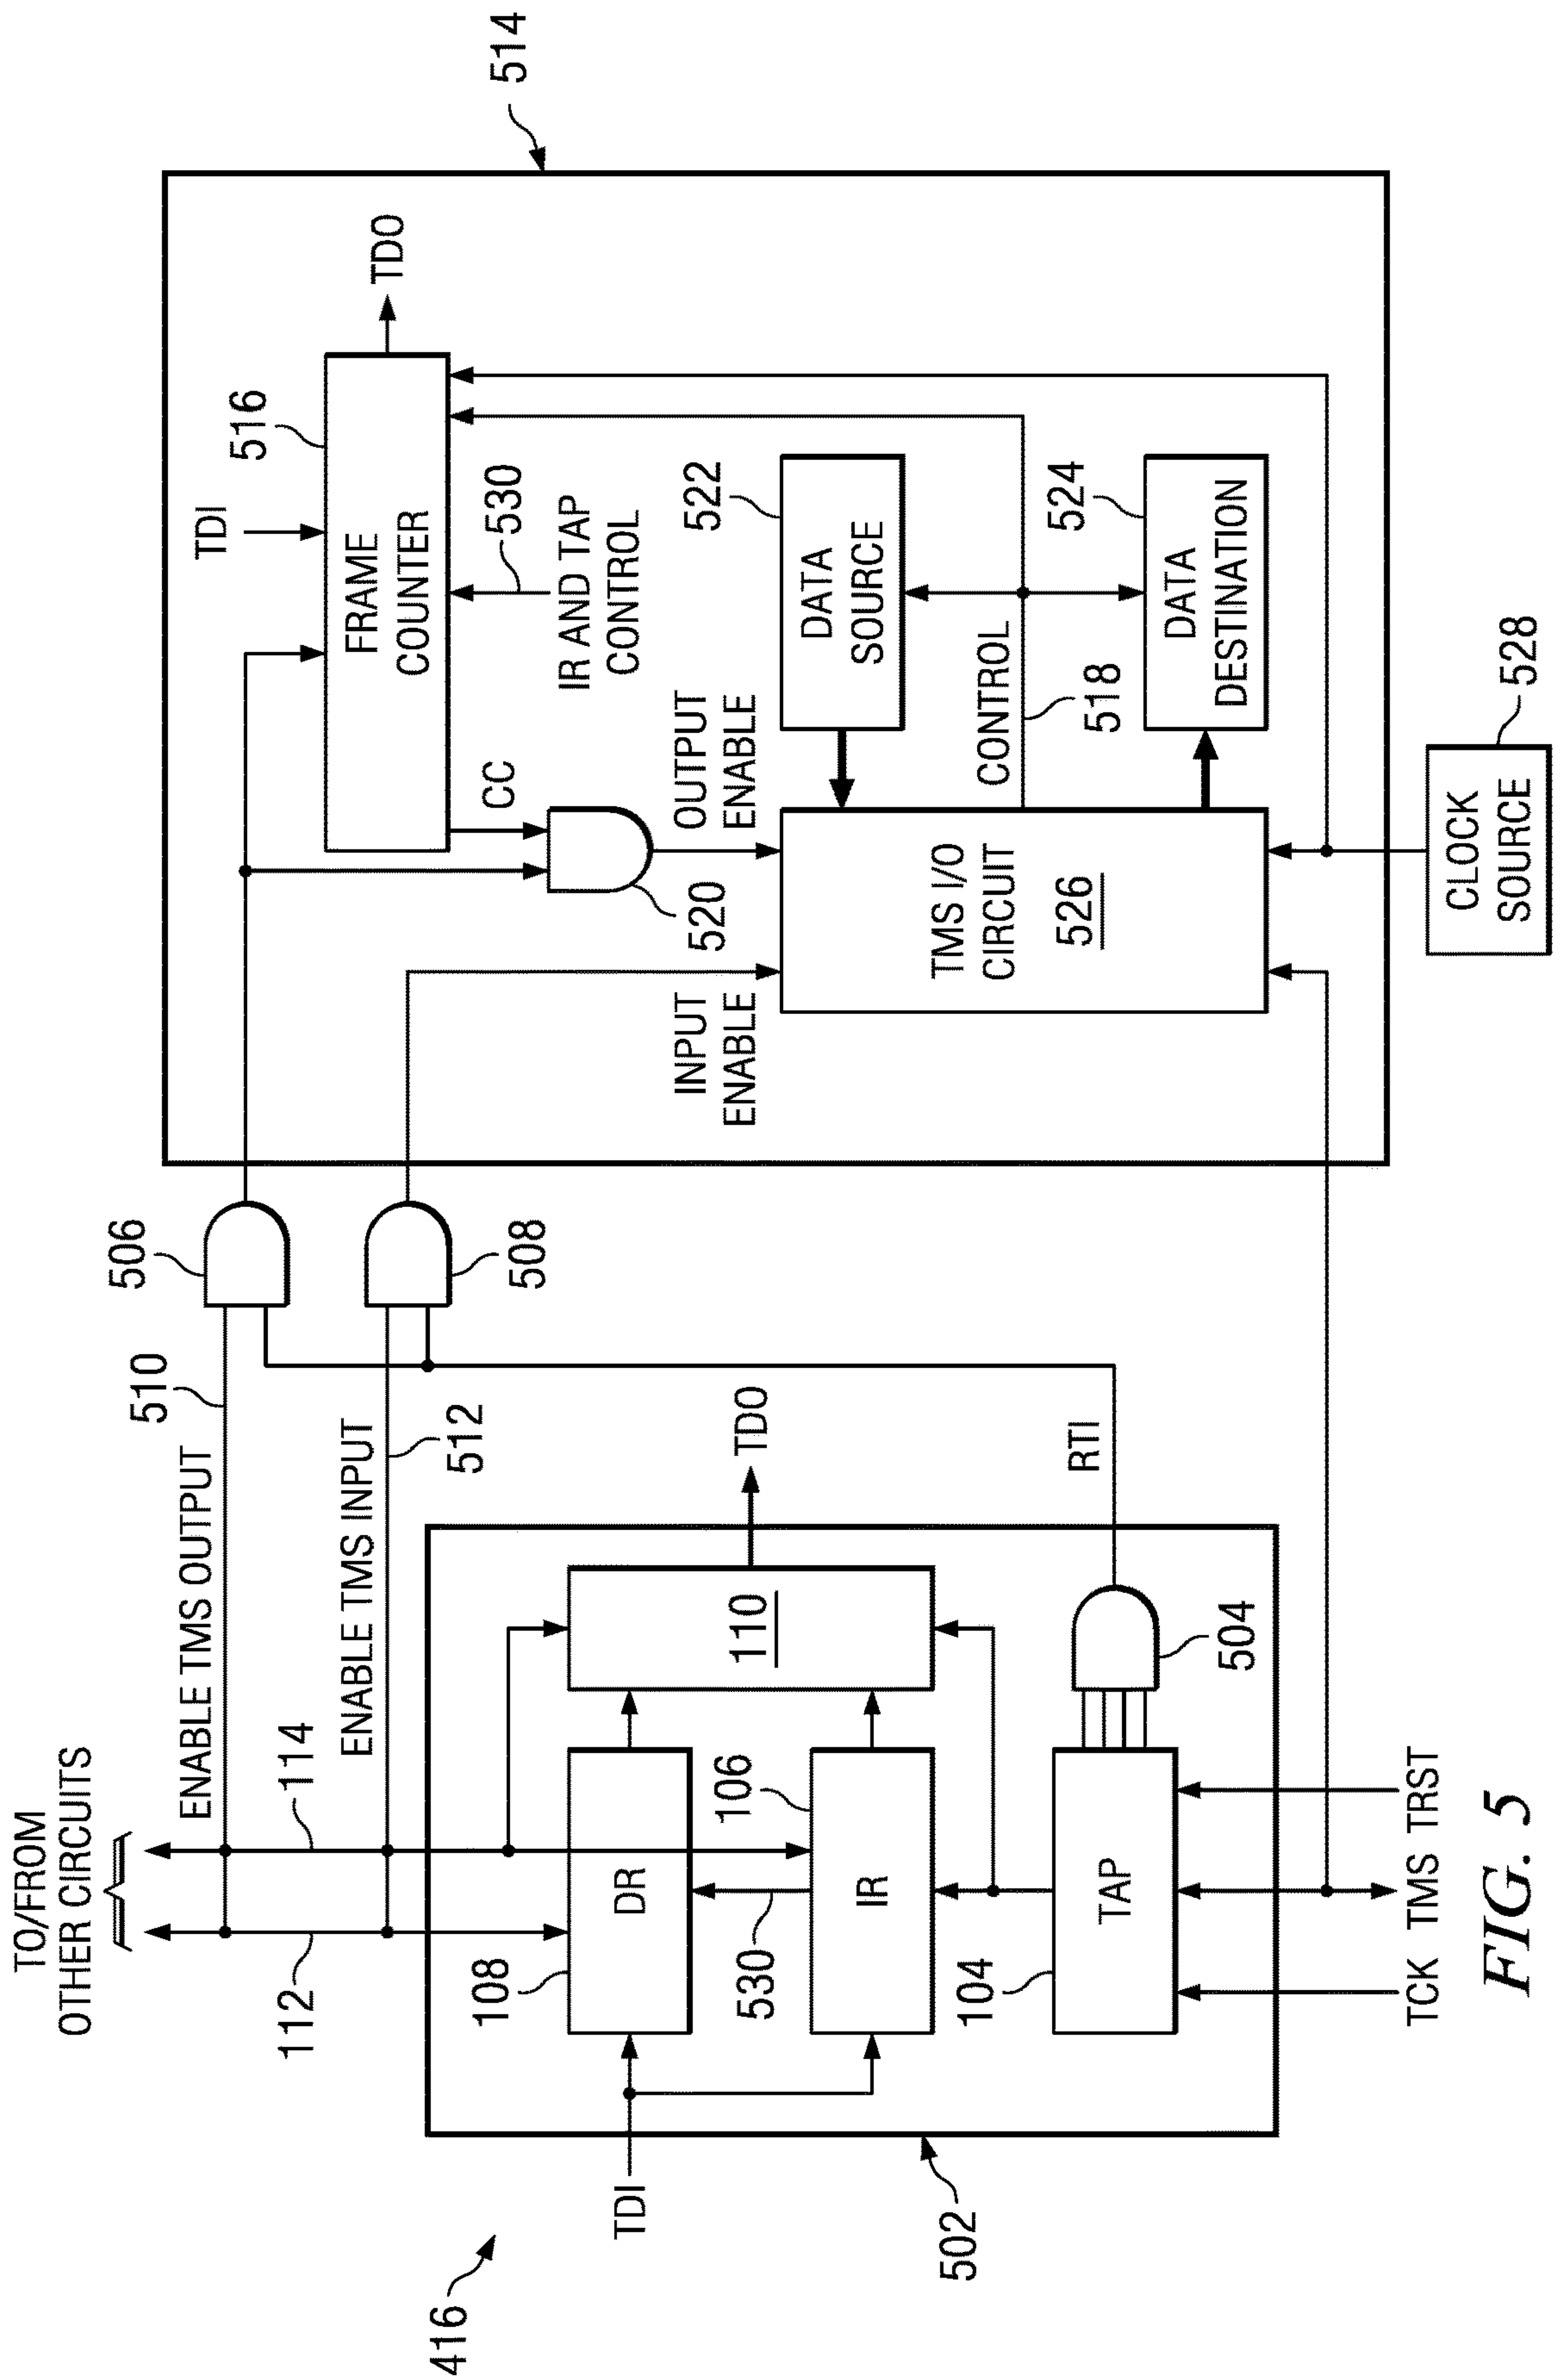 TO/FROM
OTHER CIRCUITS
416
112
114
ENABLE TMS OUTPUT
510
506
ENABLE TMS INPUT
512
508
TDI
108
DR
530
106
IR
110
TDO
104
TAP
504
RTI
502
TCK
TMS
TRST
514
TDI
516
FRAME
COUNTER
TDO
CC
530
IR AND TAP
CONTROL
520
INPUT
ENABLE
OUTPUT
ENABLE
522
DATA
SOURCE
TMS I/O
CIRCUIT
526
CONTROL
518
524
DATA
DESTINATION
CLOCK
SOURCE
528
FIG. 5